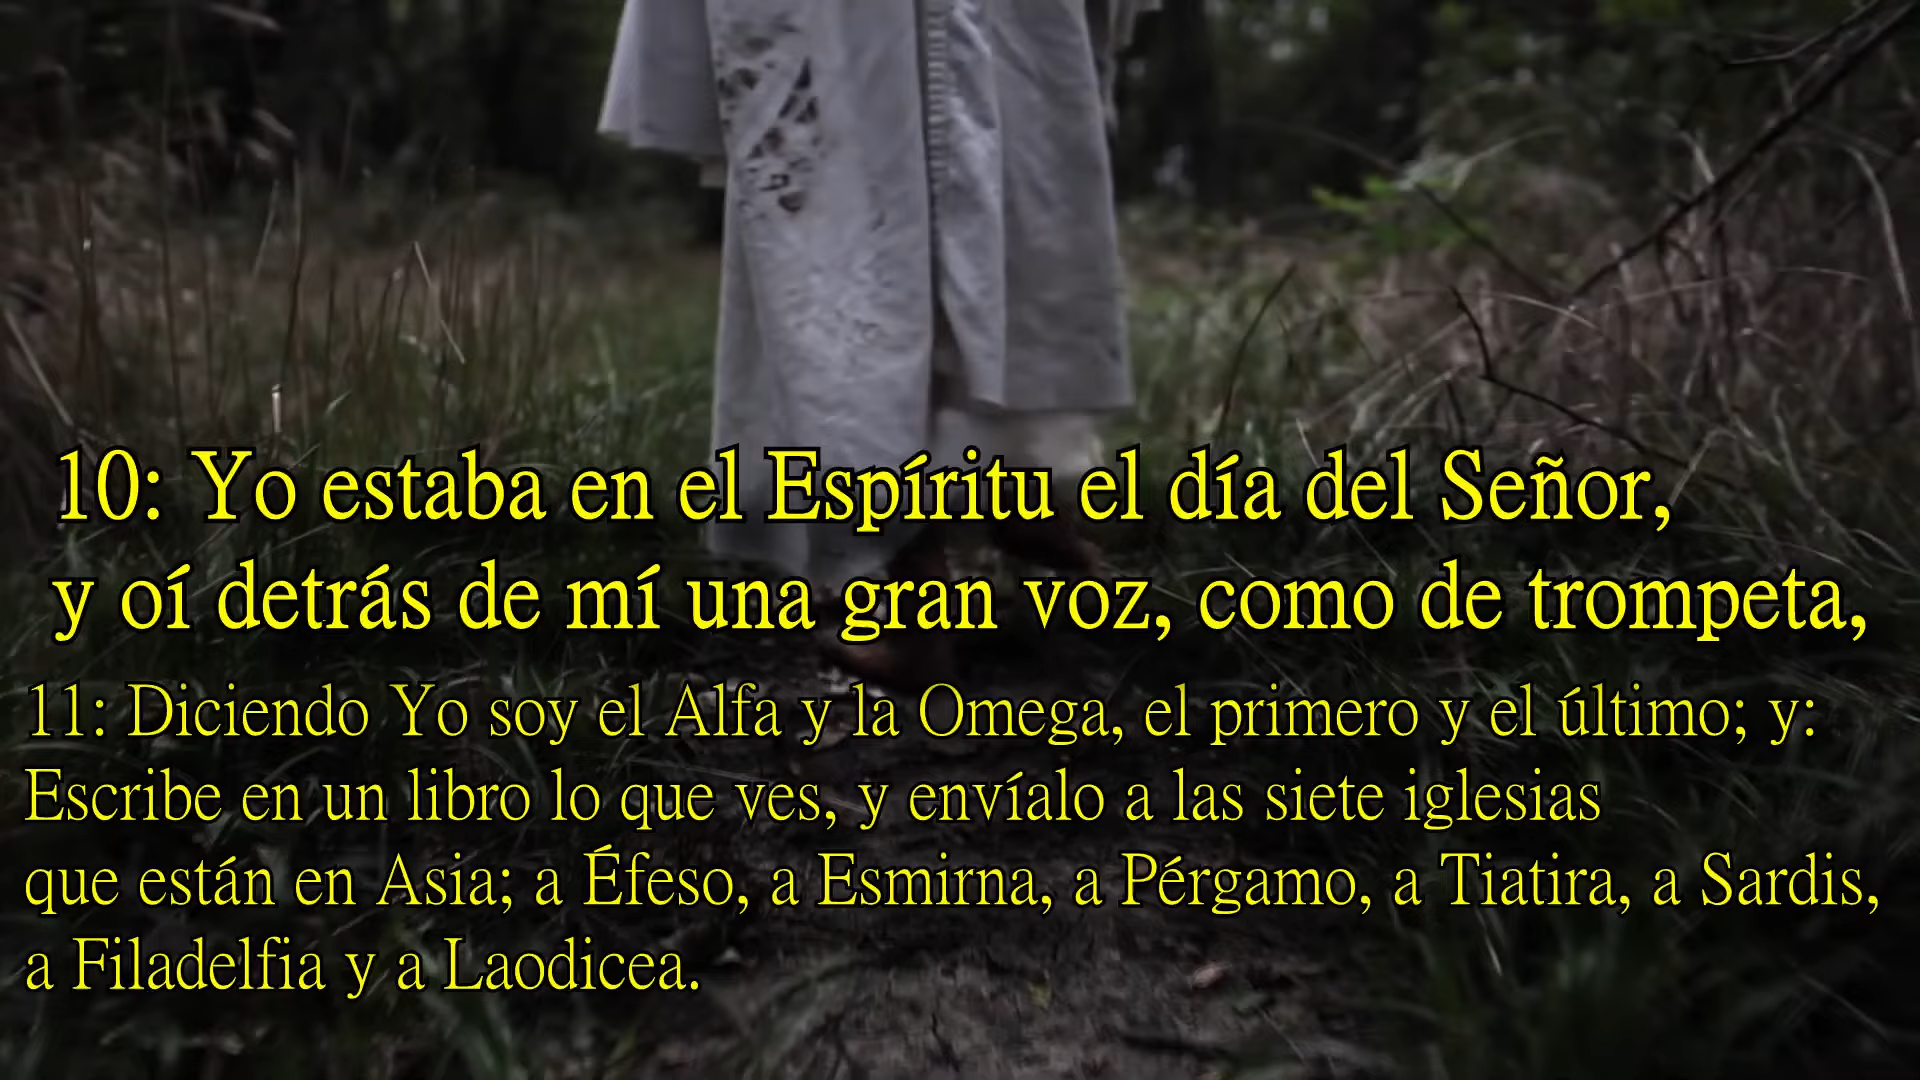 10: Yo estaba en el Espíritu el día del Señor,
y oí detrás de mí una gran voz, como de trompeta,
11: Diciendo Yo soy el Alfa y la Omega, el primero y el último; y:
Escribe en un libro lo que ves, y envíalo a las siete iglesias
que están en Asia; a Éfeso, a Esmirna, a Pérgamo, a Tiatira, a Sardis,
a Filadelfia y a Laodicea.